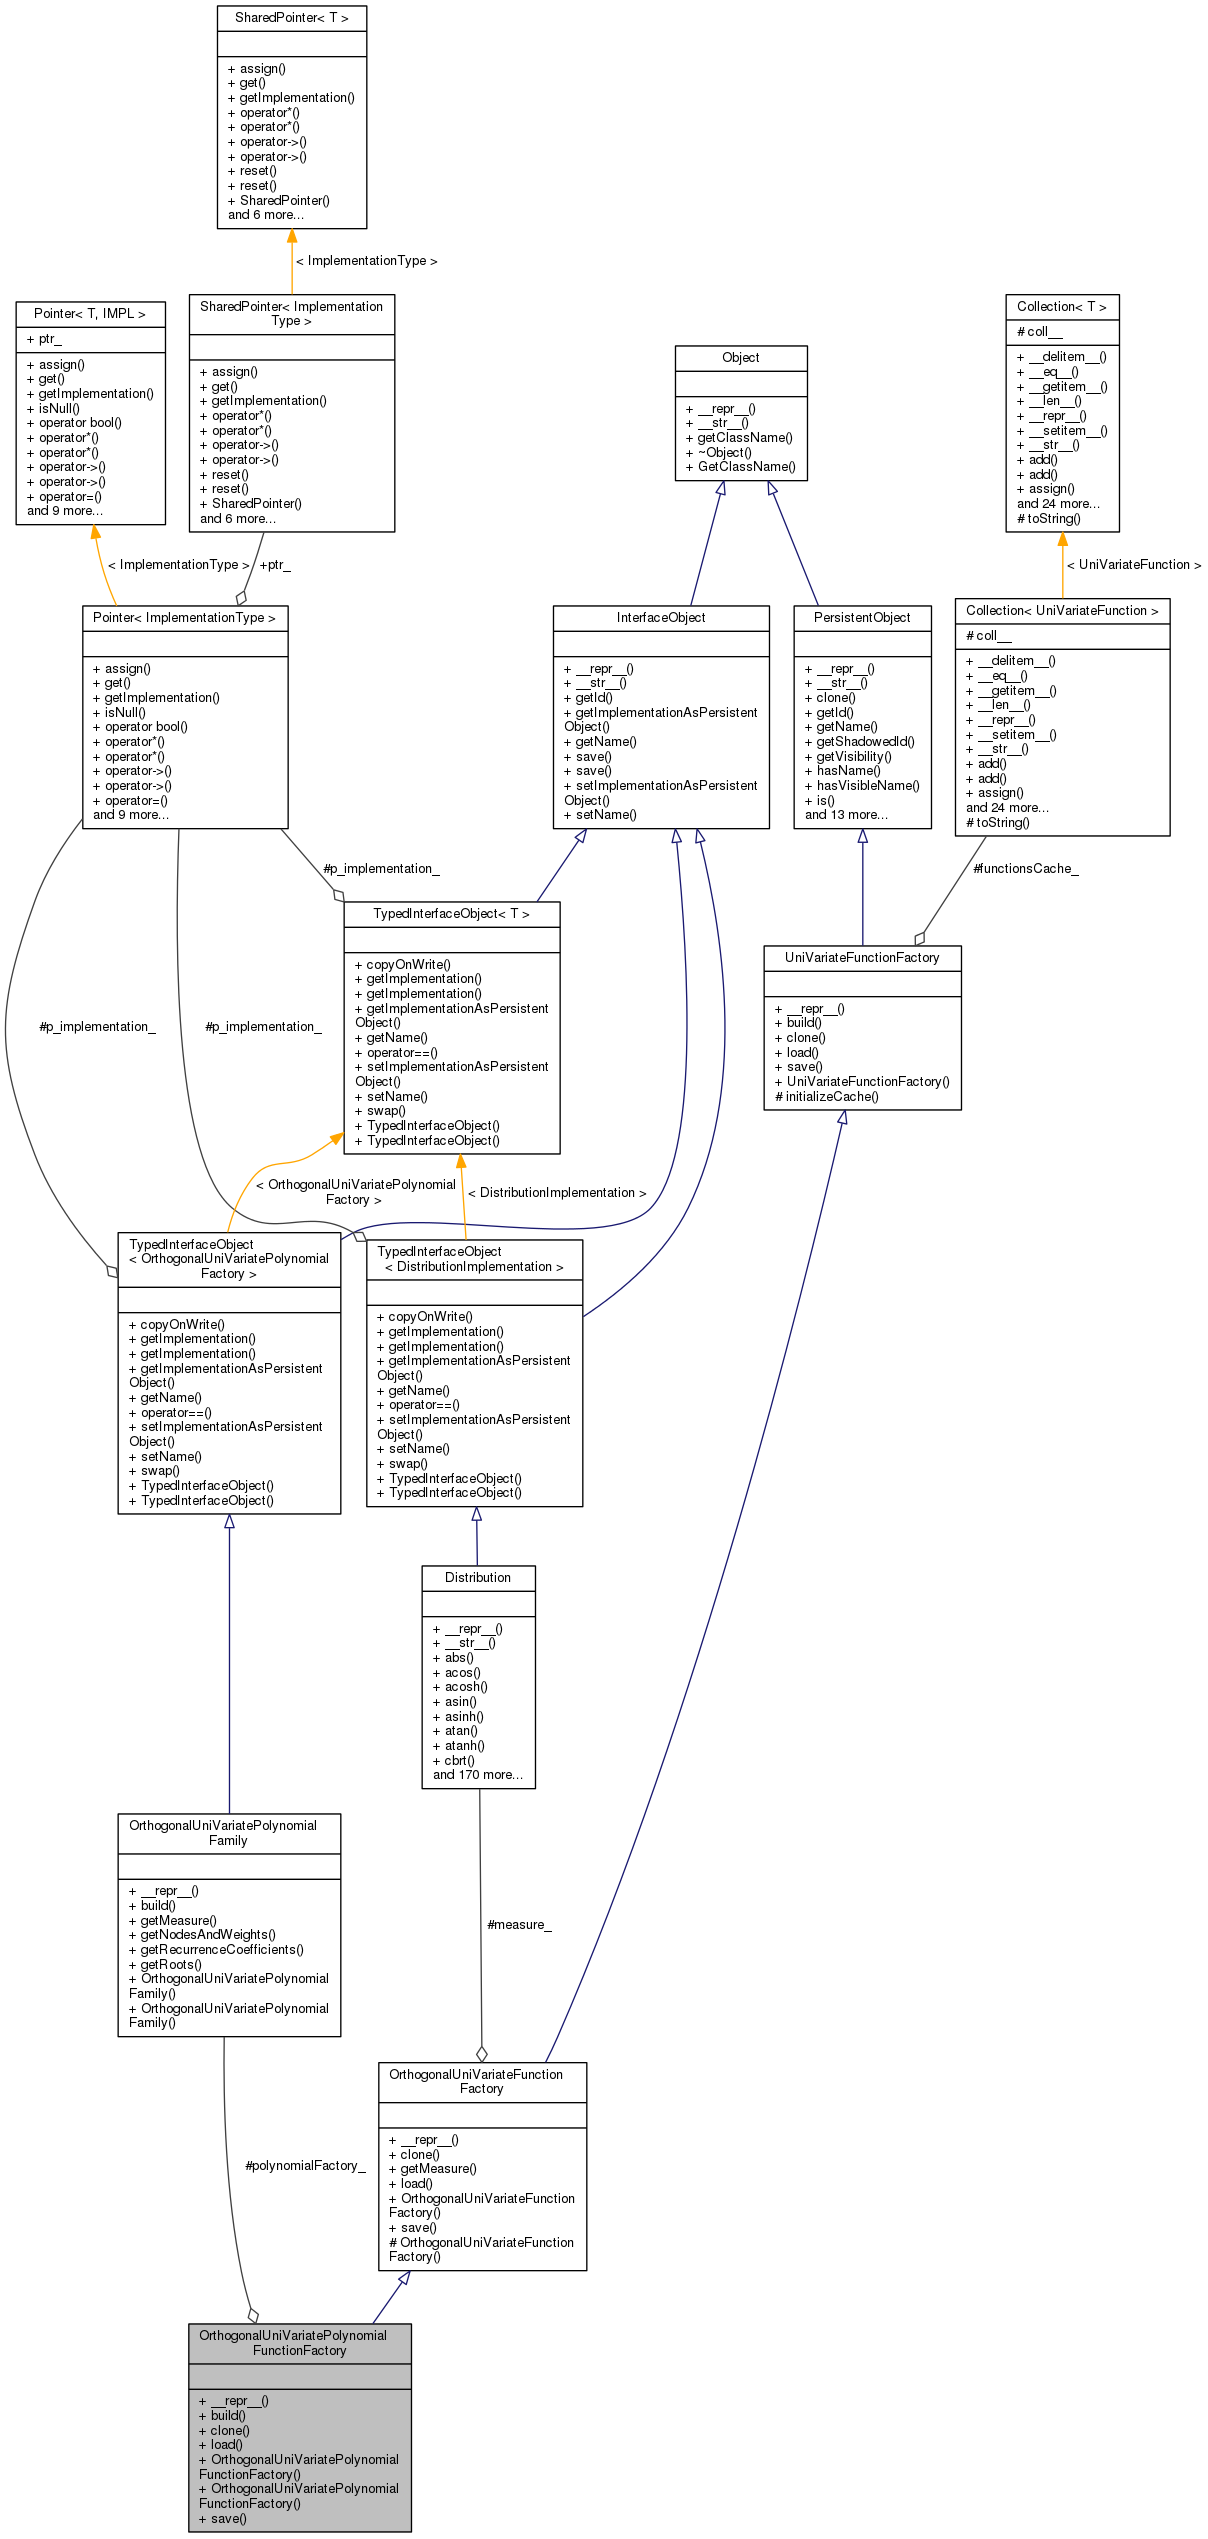 SharedPointer< T >
+ assign()
+ get()
+ getImplementation()
+ operator*()
+ operator*()
+ operator->()
+ operator->()
+ reset()
+ reset()
+ SharedPointer()
and 6 more...
< ImplementationType >
Pointer< T, IMPL >
+ ptr_
+ assign()
+ get()
+ getImplementation()
+ isNull()
+ operator bool()
+ operator*()
+ operator*()
+ operator->()
+ operator->()
+ operator=()
and 9 more...
SharedPointer< Implementation
Type >
+ assign()
+ get()
+ getImplementation()
+ operator*()
+ operator*()
+ operator->()
+ operator->()
+ reset()
+ reset()
+ SharedPointer()
and 6 more...
Object
+ __repr__()
+ __str__()
+ getClassName()
+ ~Object()
+ GetClassName()
Collection< T >
# coll__
+ __delitem__()
+ __eq__()
+ __getitem__()
+ __len__()
+ __repr__()
+ __setitem__()
+ __str__()
+ add()
+ add()
+ assign()
and 24 more...
# toString()
< ImplementationType >
+ptr_
< UniVariateFunction >
Pointer< ImplementationType >
+ assign()
+ get()
+ getImplementation()
+ isNull()
+ operator bool()
+ operator*()
+ operator*()
+ operator->()
+ operator->()
+ operator=()
and 9 more...
InterfaceObject
+ __repr__()
+ __str__()
+ getId()
+ getImplementationAsPersistent
Object()
+ getName()
+ save()
+ save()
+ setImplementationAsPersistent
Object()
+ setName()
PersistentObject
+ __repr__()
+ __str__()
+ clone()
+ getId()
+ getName()
+ getShadowedId()
+ getVisibility()
+ hasName()
+ hasVisibleName()
+ is()
and 13 more...
Collection< UniVariateFunction >
# coll__
+ __delitem__()
+ __eq__()
+ __getitem__()
+ __len__()
+ __repr__()
+ __setitem__()
+ __str__()
+ add()
+ add()
+ assign()
and 24 more...
# toString()
#p_implementation_
#functionsCache_
TypedInterfaceObject< T >
+ copyOnWrite()
+ getImplementation()
+ getImplementation()
+ getImplementationAsPersistent
Object()
+ getName()
+ operator==()
+ setImplementationAsPersistent
Object()
+ setName()
+ swap()
+ TypedInterfaceObject()
+ TypedInterfaceObject()
UniVariateFunctionFactory
+ __repr__()
+ build()
+ clone()
+ load()
+ save()
+ UniVariateFunctionFactory()
# initializeCache()
#p_implementation_
#p_implementation_
< OrthogonalUniVariatePolynomial
Factory >
< DistributionImplementation >
TypedInterfaceObject
< OrthogonalUniVariatePolynomial
Factory >
+ copyOnWrite()
+ getImplementation()
+ getImplementation()
+ getImplementationAsPersistent
Object()
+ getName()
+ operator==()
+ setImplementationAsPersistent
Object()
+ setName()
+ swap()
+ TypedInterfaceObject()
+ TypedInterfaceObject()
TypedInterfaceObject
< DistributionImplementation >
+ copyOnWrite()
+ getImplementation()
+ getImplementation()
+ getImplementationAsPersistent
Object()
+ getName()
+ operator==()
+ setImplementationAsPersistent
Object()
+ setName()
+ swap()
+ TypedInterfaceObject()
+ TypedInterfaceObject()
Distribution
+ __repr__()
+ __str__()
+ abs()
+ acos()
+ acosh()
+ asin()
+ asinh()
+ atan()
+ atanh()
+ cbrt()
and 170 more...
OrthogonalUniVariatePolynomial
Family
+ __repr__()
+ build()
+ getMeasure()
+ getNodesAndWeights()
+ getRecurrenceCoefficients()
+ getRoots()
+ OrthogonalUniVariatePolynomial
Family()
+ OrthogonalUniVariatePolynomial
Family()
#measure_
OrthogonalUniVariateFunction
Factory
+ __repr__()
+ clone()
+ getMeasure()
+ load()
+ OrthogonalUniVariateFunction
Factory()
+ save()
# OrthogonalUniVariateFunction
Factory()
#polynomialFactory_
OrthogonalUniVariatePolynomial
FunctionFactory
+ __repr__()
+ build()
+ clone()
+ load()
+ OrthogonalUniVariatePolynomial
FunctionFactory()
+ OrthogonalUniVariatePolynomial
FunctionFactory()
+ save()